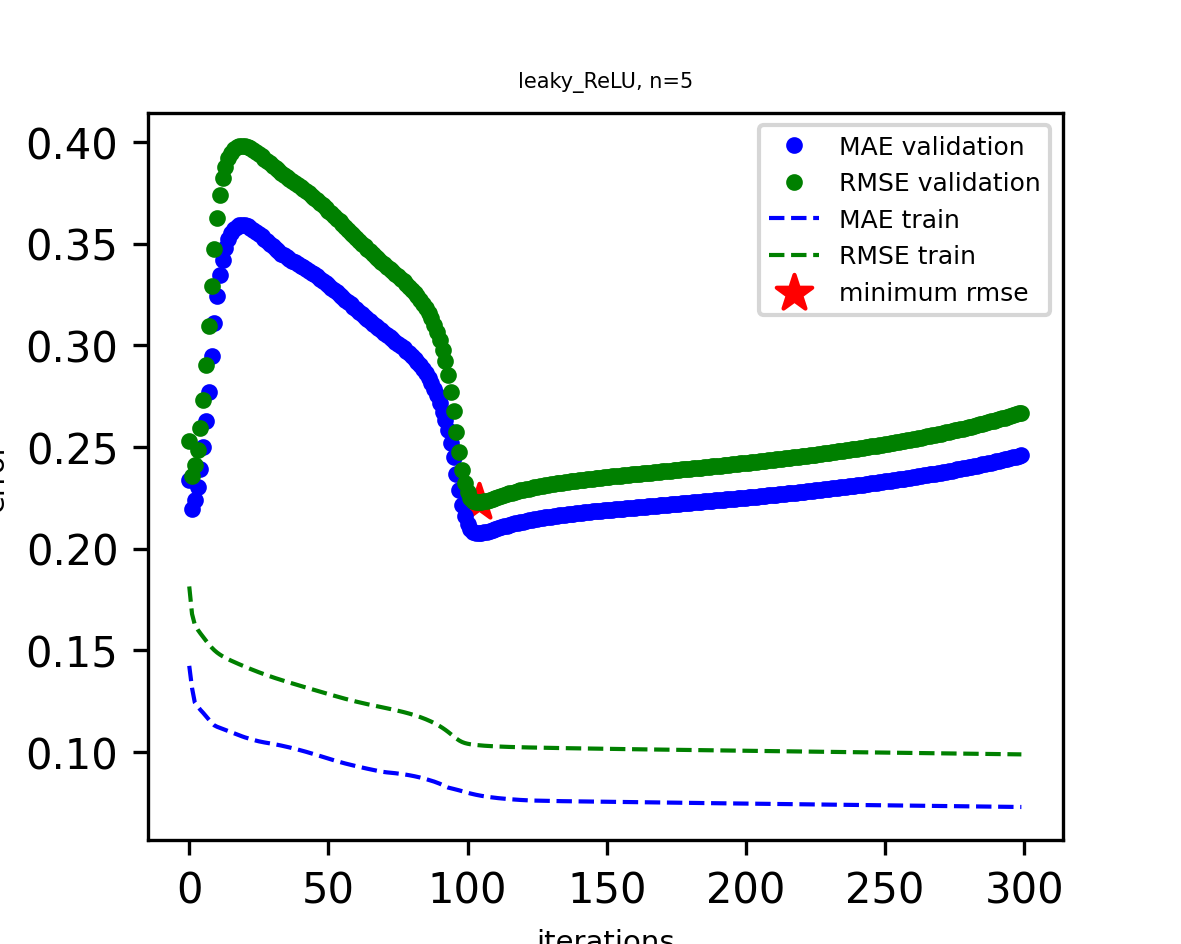 leaky_ReLU, n=5
0.40
0.35
0.30
0.25
0.20
0.15
0.10
MAE validation
RMSE validation
MAE train
RMSE train
minimum rmse
0 50 100 150 200 250 300
iterations